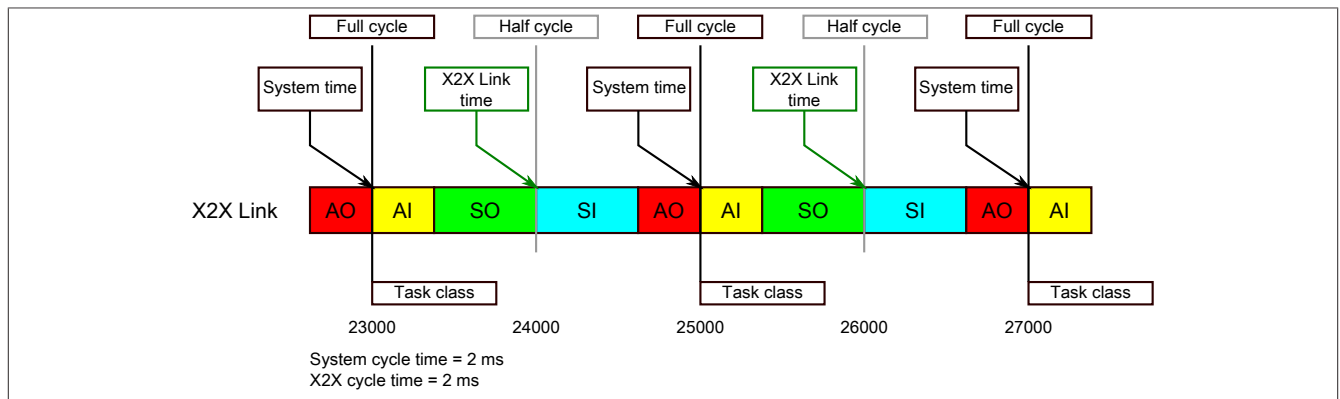 Full cycle
Half cycle
Full cycle
Half cycle
Full cycle
System time
X2X Link
time
System time
X2X Link
time
System time
X2X Link
AO
AI
SO
SI
AO
AI
SO
SI
AO
AI
Task class
Task class
Task class
23000
24000
25000
26000
27000
System cycle time = 2 ms
X2X cycle time = 2 ms